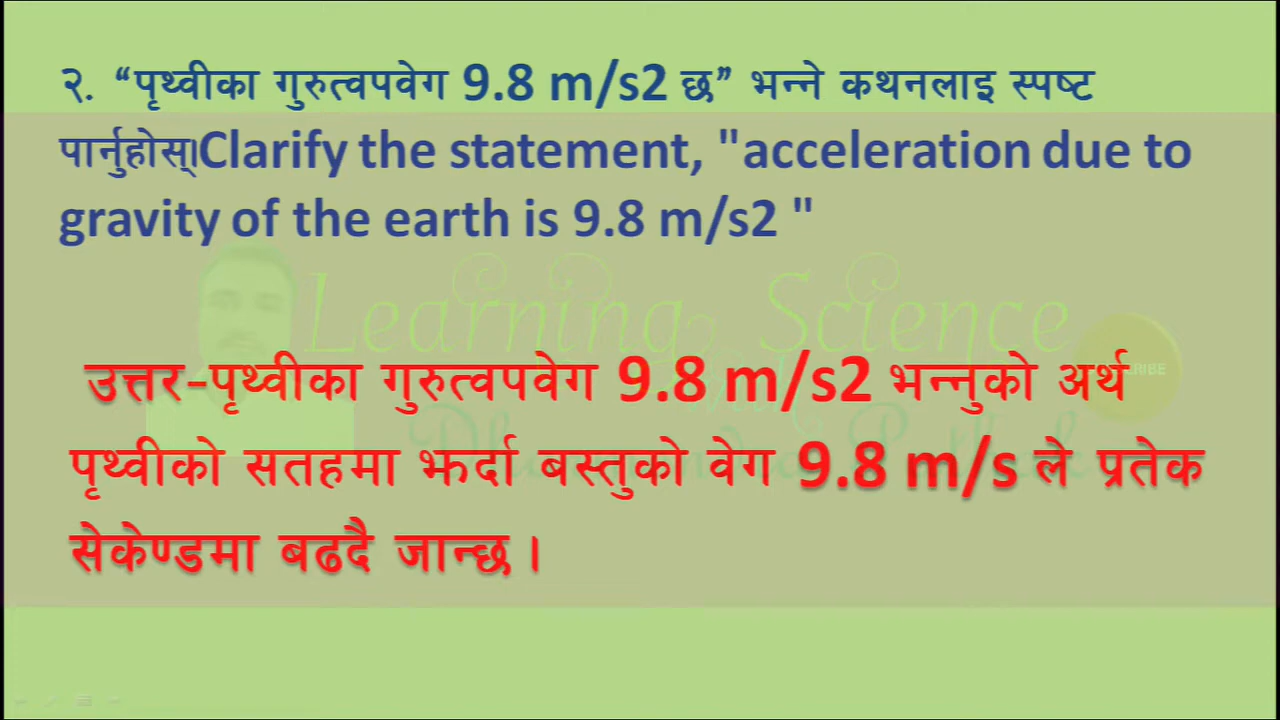 २. “पृथ्वीका गुरुत्वपवेग 9.8 m/s2 छ” भन्ने कथनलाइ स्पष्ट
पार्नुहोस्।Clarify the statement, "acceleration due to
gravity of the earth is 9.8 m/s2 "
Learning Science
उत्तर-पृथ्वीका गुरुत्वपवेग 9.8 m/s2 भन्नुको अर्थ
पृथ्वीको सतहमा झर्दा बस्तुको वेग 9.8 m/s ले प्रतेक
सेकेण्डमा बढदै जान्छ ।